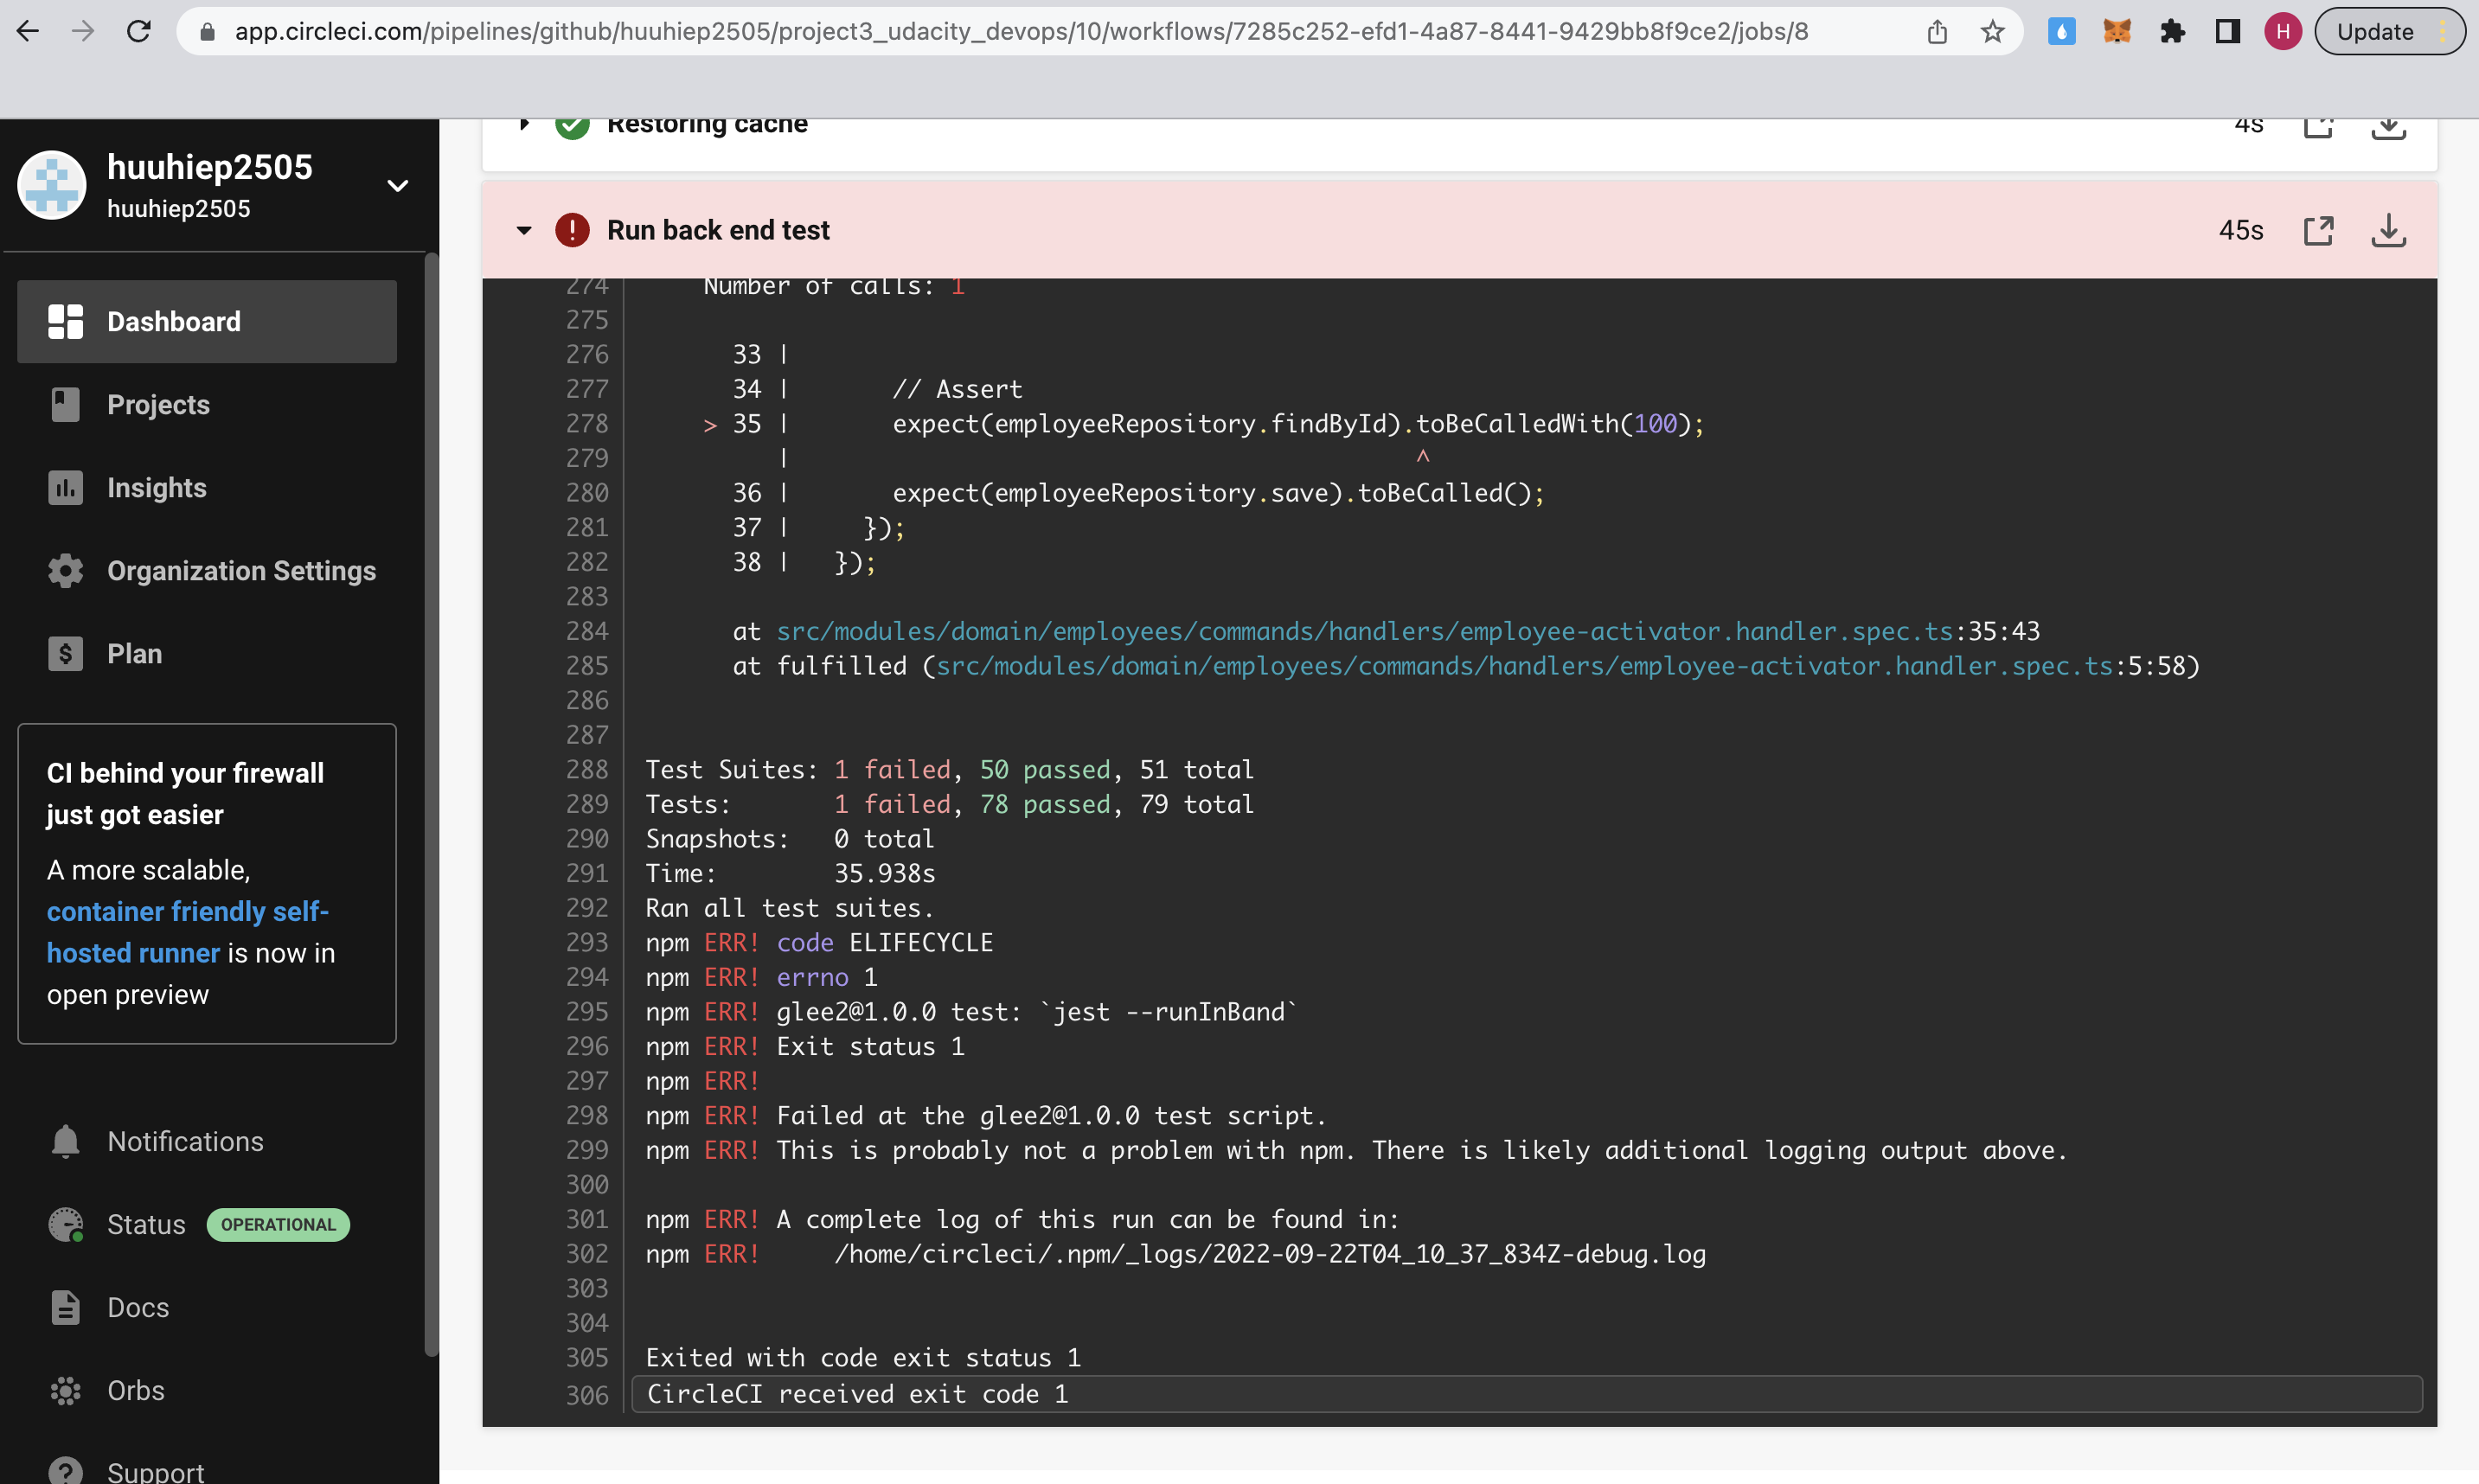 app.circleci.com/pipelines/github/huuhiep2505/project3_udacity_devops/10/workflows/7285c252-efd1-4a87-8441-9429bb8f9ce2/jobs/8
H
Update
huuhiep2505
huuhiep2505
Dashboard
Projects
Insights
Organization Settings
Plan
CI behind your firewall
just got easier
A more scalable,
container friendly self-
hosted runner is now in
open preview
Notifications
Status OPERATIONAL
Docs
Orbs
Support
Restoring cache 4s
Run back end test 45s
274 Number of calls: 1
275
276 33 |
277 34 | // Assert
278 > 35 | expect(employeeRepository.findById).toBeCalledWith(100);
279 | ^
280 36 | expect(employeeRepository.save).toBeCalled();
281 37 | });
282 38 | });
283
284 at src/modules/domain/employees/commands/handlers/employee-activator.handler.spec.ts:35:43
285 at fulfilled (src/modules/domain/employees/commands/handlers/employee-activator.handler.spec.ts:5:58)
286
287
288 Test Suites: 1 failed, 50 passed, 51 total
289 Tests: 1 failed, 78 passed, 79 total
290 Snapshots: 0 total
291 Time: 35.938s
292 Ran all test suites.
293 npm ERR! code ELIFECYCLE
294 npm ERR! errno 1
295 npm ERR! glee2@1.0.0 test: `jest --runInBand`
296 npm ERR! Exit status 1
297 npm ERR!
298 npm ERR! Failed at the glee2@1.0.0 test script.
299 npm ERR! This is probably not a problem with npm. There is likely additional logging output above.
300
301 npm ERR! A complete log of this run can be found in:
302 npm ERR! /home/circleci/.npm/_logs/2022-09-22T04_10_37_834Z-debug.log
303
304
305 Exited with code exit status 1
306 CircleCI received exit code 1